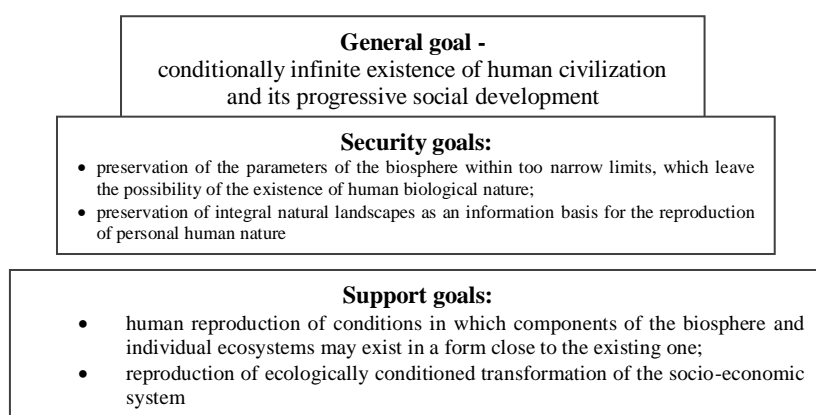 General goal -
conditionally infinite existence of human civilization
and its progressive social development
Security goals:
• preservation of the parameters of the biosphere within too narrow limits, which leave
the possibility of the existence of human biological nature;
• preservation of integral natural landscapes as an information basis for the reproduction
of personal human nature
Support goals:
• human reproduction of conditions in which components of the biosphere and
individual ecosystems may exist in a form close to the existing one;
• reproduction of ecologically conditioned transformation of the socio-economic
system